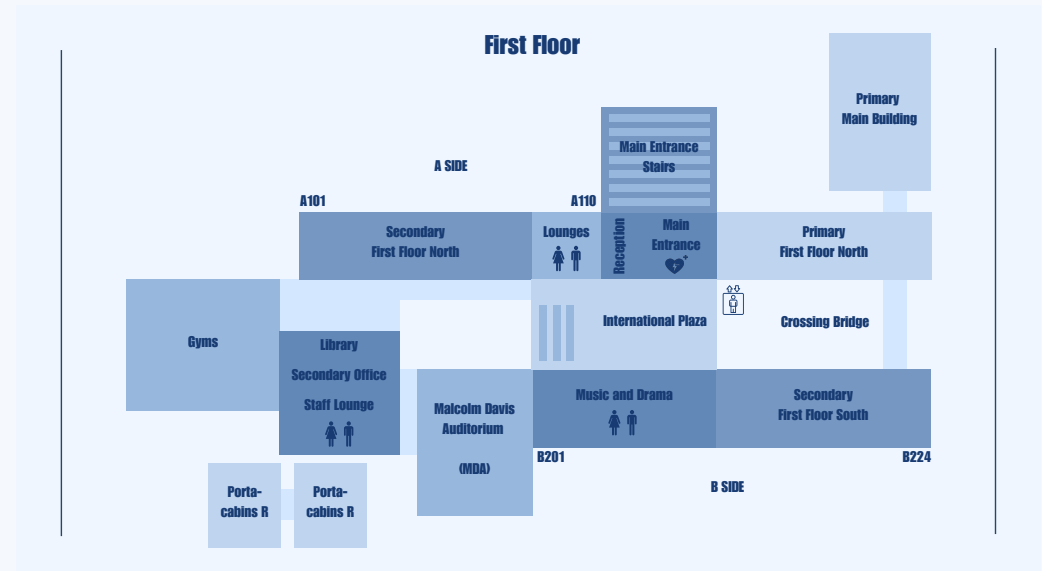 First Floor
Primary
Main Building
Main Entrance
Stairs
A SIDE
A101
A110
Secondary
First Floor North
Lounges
Reception
Main
Entrance
Primary
First Floor North
International Plaza
Crossing Bridge
Gyms
Library
Secondary Office
Staff Lounge
Malcolm Davis
Auditorium
(MDA)
Music and Drama
Secondary
First Floor South
B201
B224
B SIDE
Porta-
cabins R
Porta-
cabins R